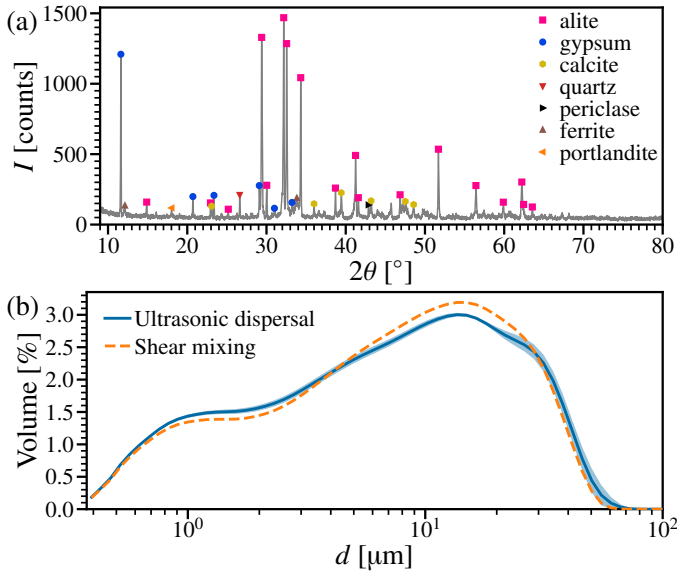 (a)
1500
1000
500
0
I [counts]
alite
gypsum
calcite
quartz
periclase
ferrite
portlandite
10 20 30 40 50 60 70 80
2θ [°]
(b)
Ultrasonic dispersal
Shear mixing
3.0
2.5
2.0
1.5
1.0
0.5
0.0
Volume [%]
10⁰ 10¹ 10²
d [μm]